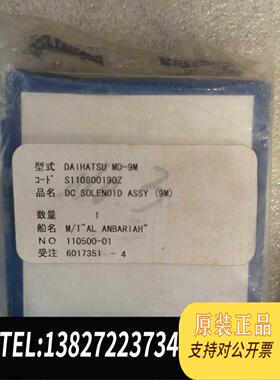 型式 DAIHATSU MD-9M
コード S110800190Z
品名 DC SOLENOID ASSY (9M)
数量 1
船名 M/T"AL ANBARIAH"
NO 110500-01
受注 6017351 - 4
原装正品
TEL:13827223734
支持对公开票